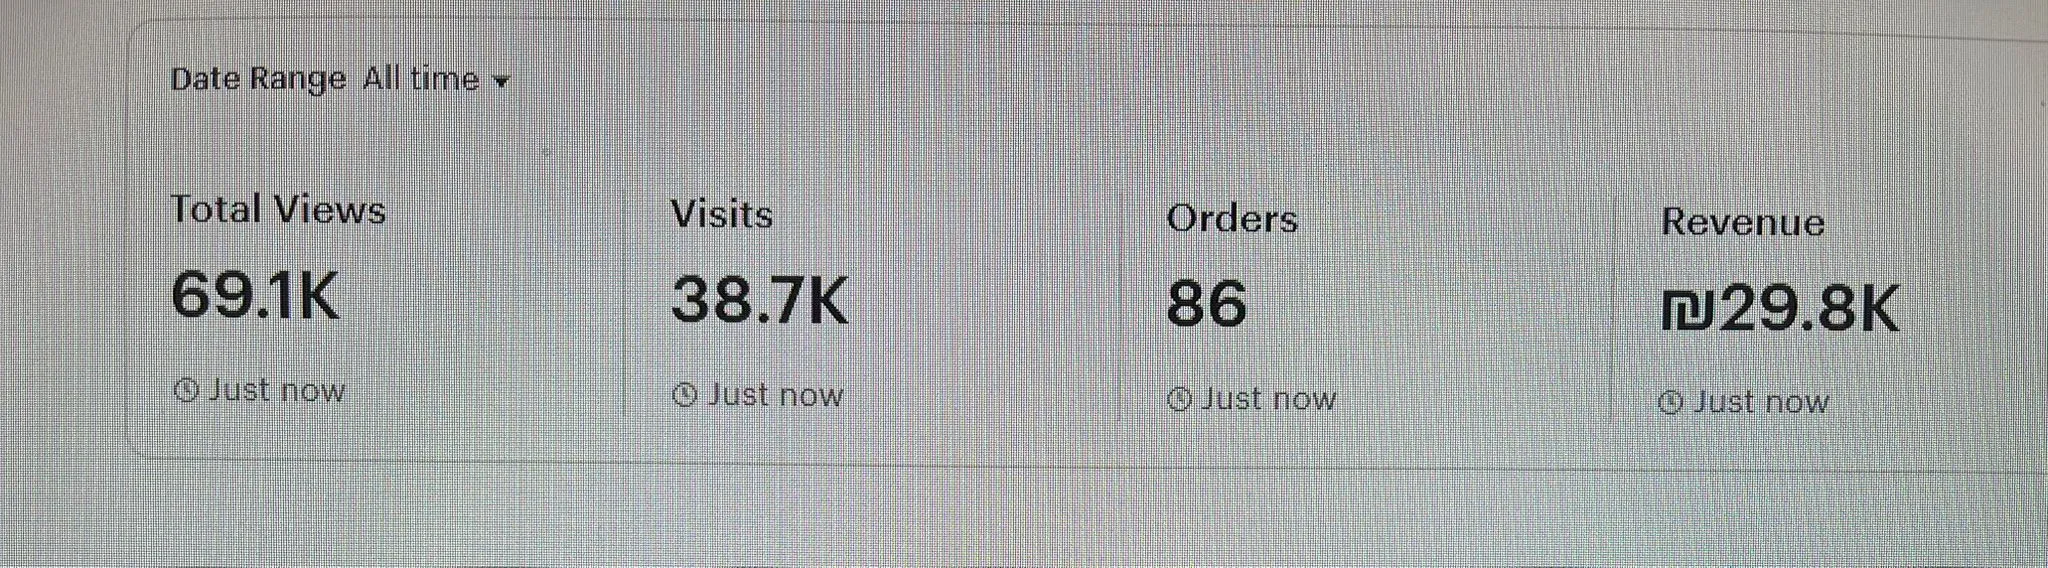 Date Range All time
Total Views
69.1K
Just now
Visits
38.7K
Just now
Orders
86
Just now
Revenue
₪29.8K
Just now